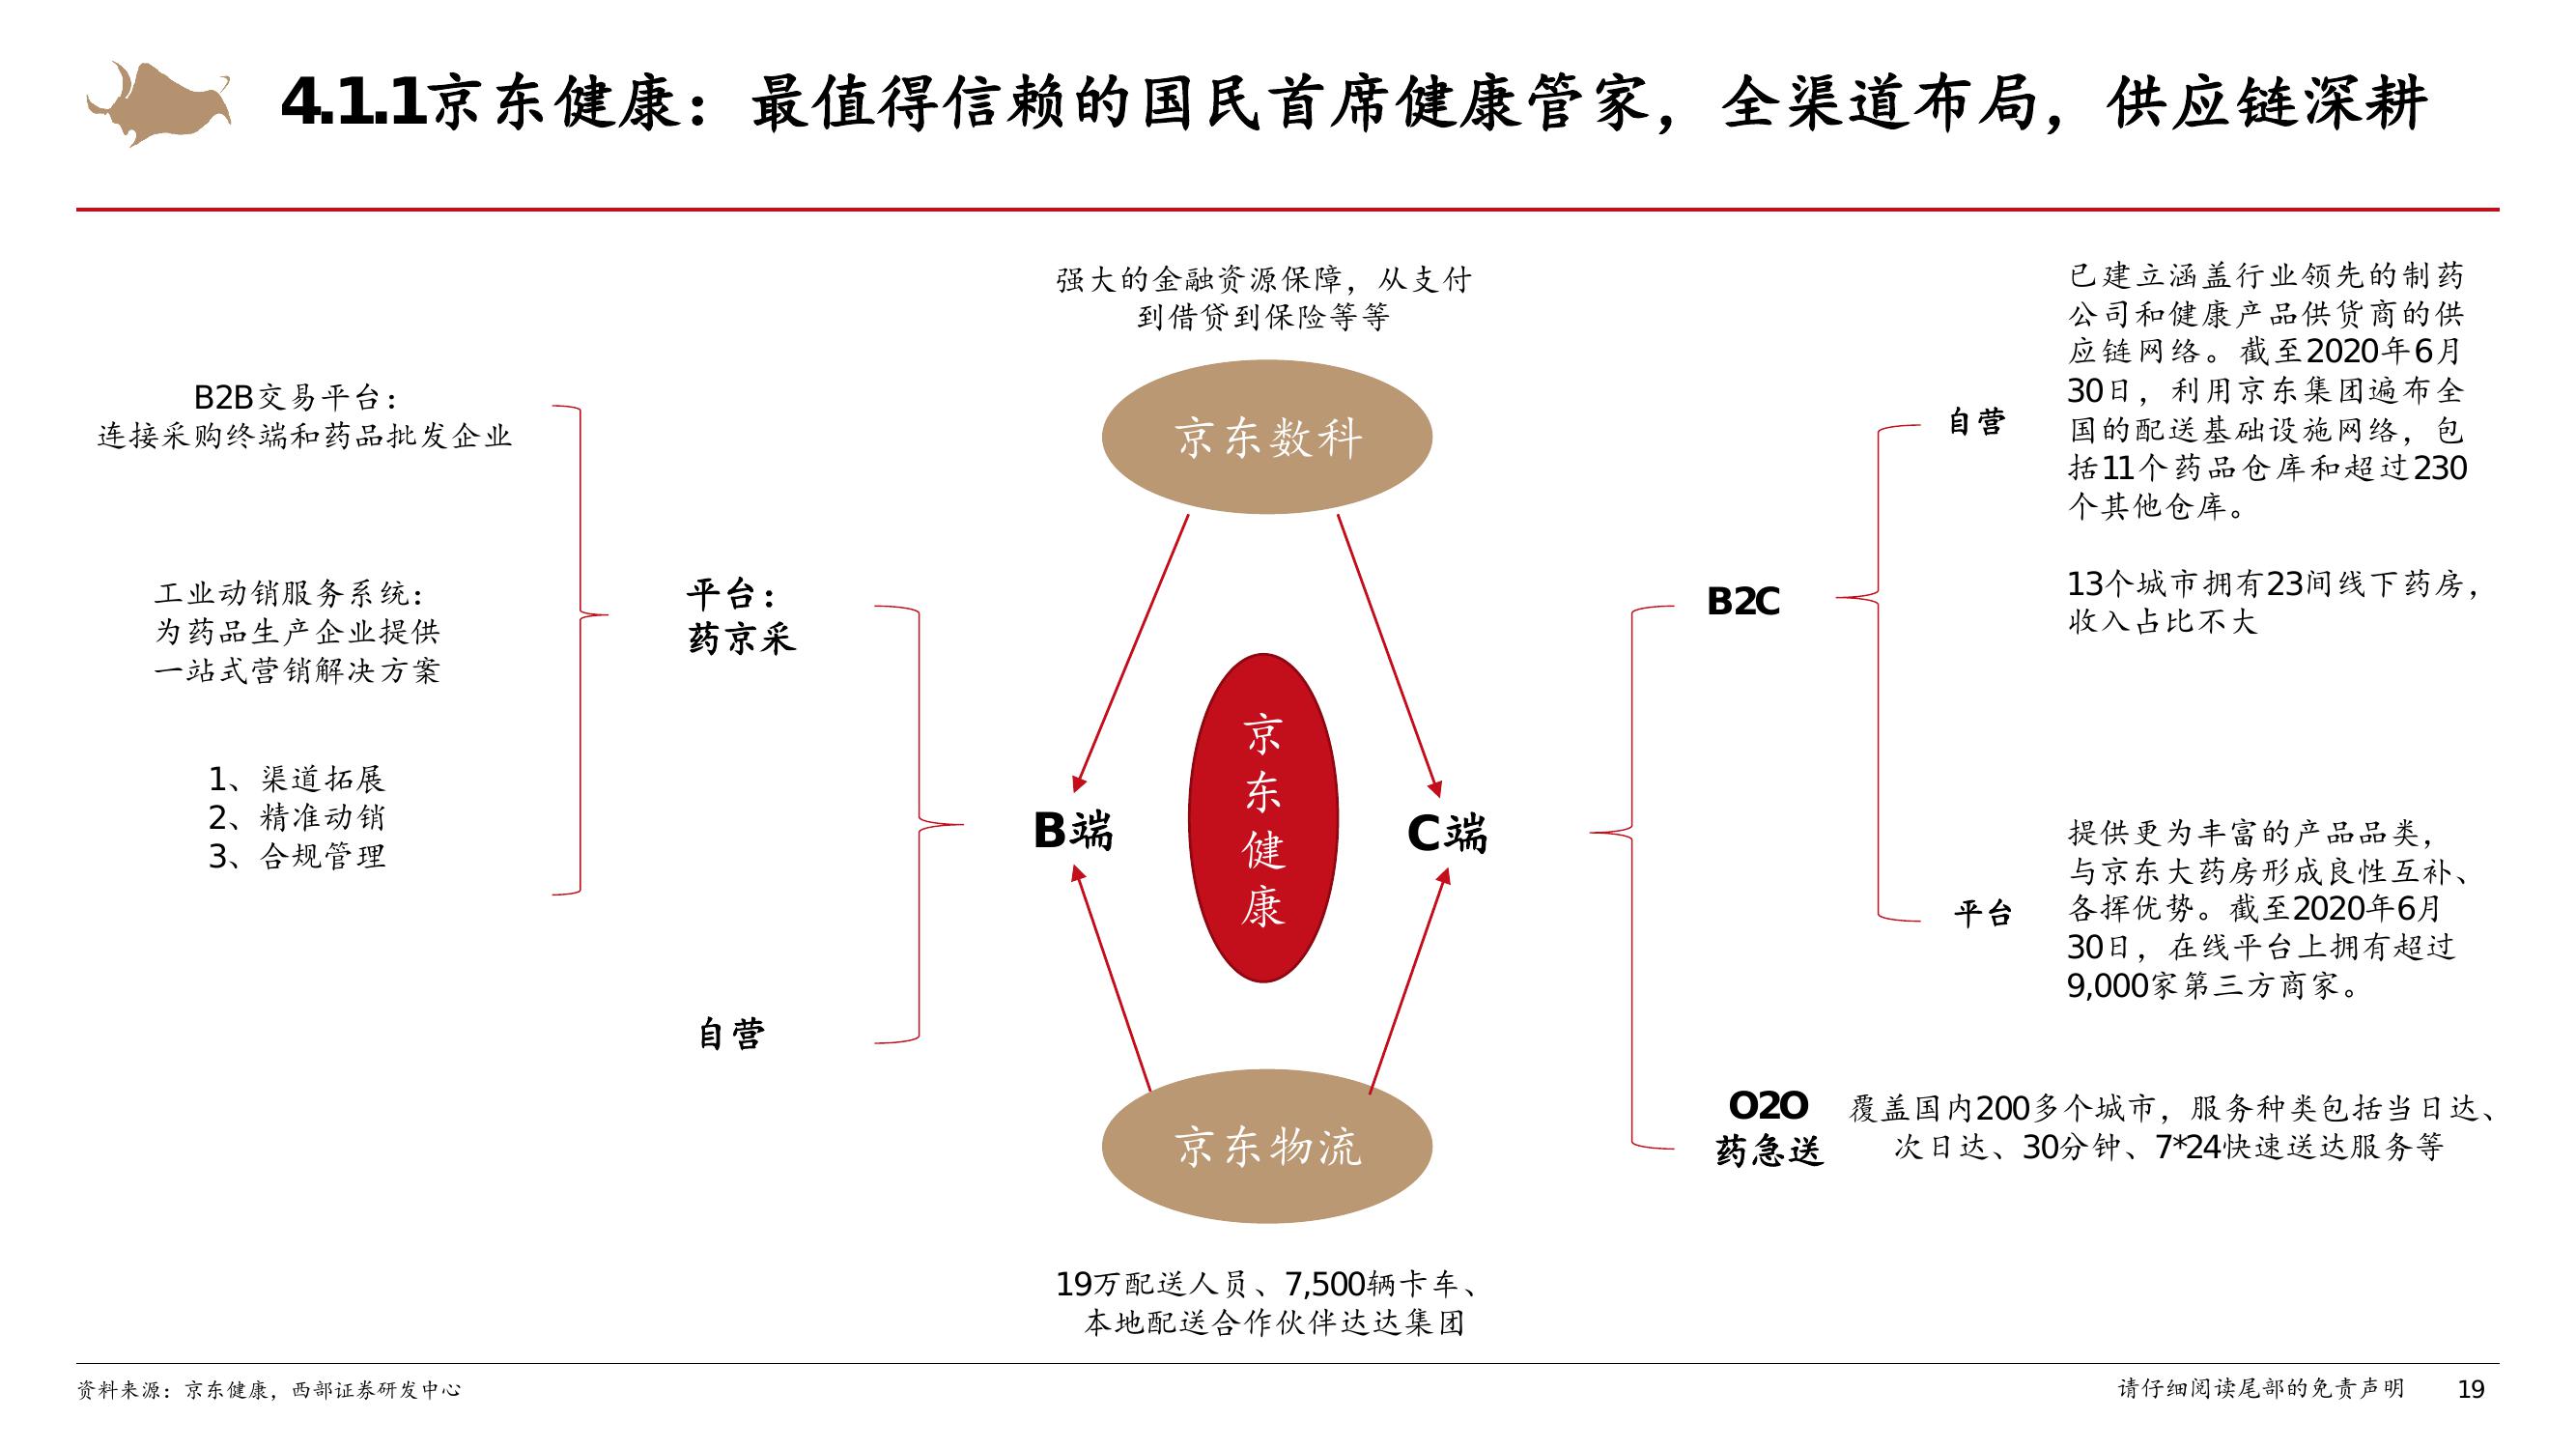 4.1.1京东健康：最值得信赖的国民首席健康管家，全渠道布局，供应链深耕
B2B交易平台：
连接采购终端和药品批发企业
工业动销服务系统：
为药品生产企业提供
一站式营销解决方案
1、渠道拓展
2、精准动销
3、合规管理
平台：
药京采
自营
强大的金融资源保障，从支付
到借贷到保险等等
京东数科
B端
京
东
健
康
C端
京东物流
19万配送人员、7,500辆卡车、
本地配送合作伙伴达达集团
B2C
自营
已建立涵盖行业领先的制药
公司和健康产品供货商的供
应链网络。截至2020年6月
30日，利用京东集团遍布全
国的配送基础设施网络，包
括11个药品仓库和超过230
个其他仓库。
13个城市拥有23间线下药房，
收入占比不大
平台
提供更为丰富的产品品类，
与京东大药房形成良性互补、
各挥优势。截至2020年6月
30日，在线平台上拥有超过
9,000家第三方商家。
O2O
药急送
覆盖国内200多个城市，服务种类包括当日达、
次日达、30分钟、7*24快速送达服务等
资料来源：京东健康，西部证券研发中心
请仔细阅读尾部的免责声明
19